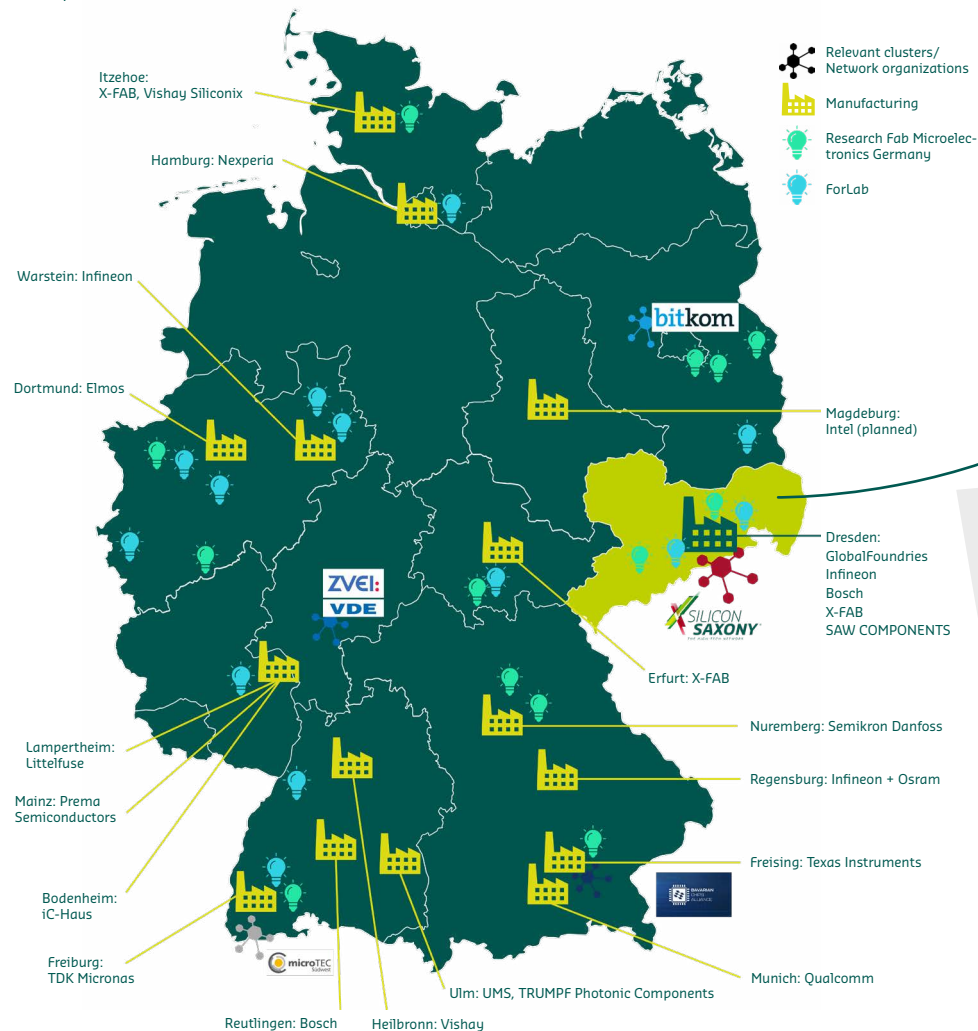 Relevant clusters/
Network organizations
Manufacturing
Research Fab Microelec-
tronics Germany
ForLab
Itzehoe:
X-FAB, Vishay Siliconix
Hamburg: Nexperia
Warstein: Infineon
bitkom
Dortmund: Elmos
Magdeburg:
Intel (planned)
Dresden:
GlobalFoundries
Infineon
Bosch
X-FAB
SAW COMPONENTS
ZVEI:
VDE
SILICON
SAXONY
Erfurt: X-FAB
Nuremberg: Semikron Danfoss
Lampertheim:
Littelfuse
Regensburg: Infineon + Osram
Mainz: Prema
Semiconductors
Freising: Texas Instruments
Bodenheim:
iC-Haus
BAVARIAN
CHIPS
ALLIANCE
Freiburg:
TDK Micronas
microTEC
Südwest
Munich: Qualcomm
Ulm: UMS, TRUMPF Photonic Components
Reutlingen: Bosch
Heilbronn: Vishay